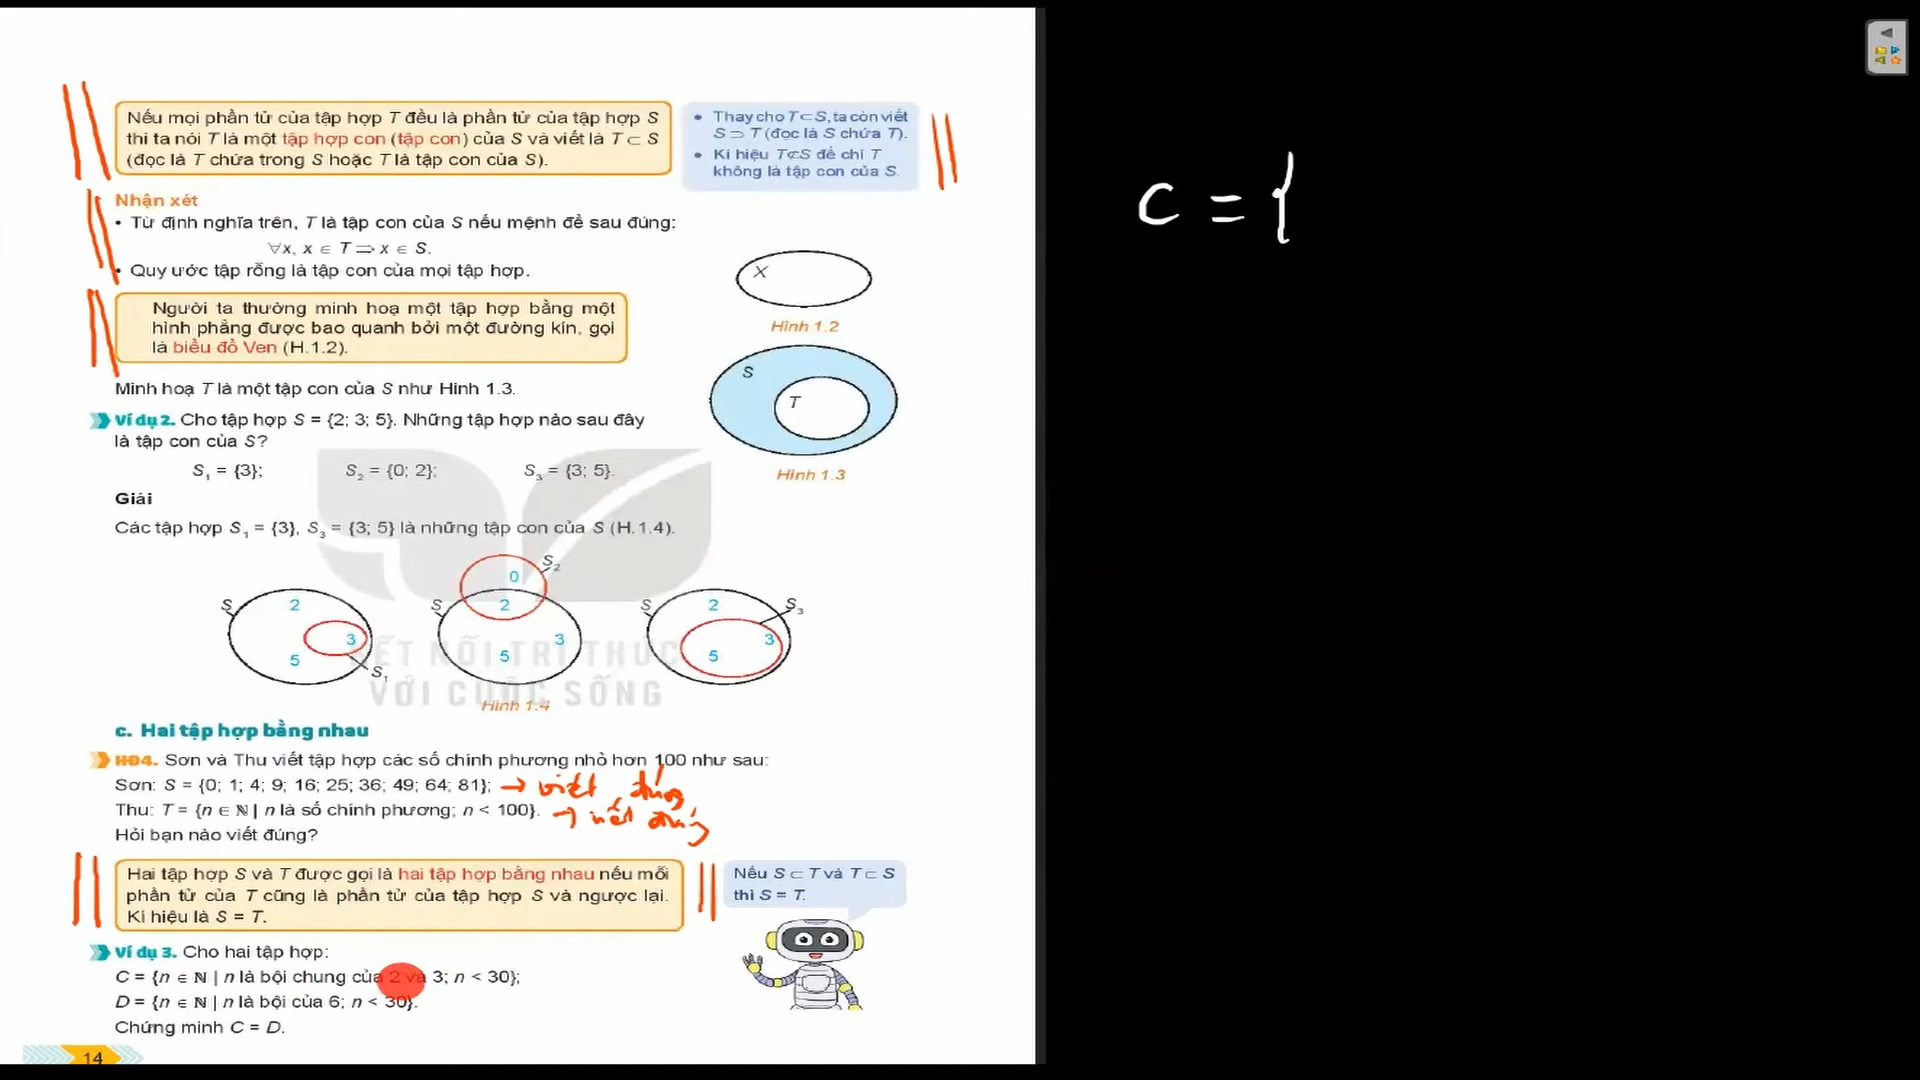 Nếu mọi phần tử của tập hợp T đều là phần tử của tập hợp S
thì ta nói T là một tập hợp con (tập con) của S và viết là T ⊂ S
(đọc là T chứa trong S hoặc T là tập con của S).
• Thay cho T ⊂ S, ta còn viết
S ⊃ T (đọc là S chứa T).
• Kí hiệu T ⊄ S để chỉ T
không là tập con của S.
Nhận xét
• Từ định nghĩa trên, T là tập con của S nếu mệnh đề sau đúng:
∀x, x ∈ T ⇒ x ∈ S.
• Quy ước tập rỗng là tập con của mọi tập hợp.
Người ta thường minh hoạ một tập hợp bằng một
hình phẳng được bao quanh bởi một đường kín, gọi
là biểu đồ Ven (H.1.2).
X
Hình 1.2
Minh hoạ T là một tập con của S như Hình 1.3.
S
T
Hình 1.3
Ví dụ 2. Cho tập hợp S = {2; 3; 5}. Những tập hợp nào sau đây
là tập con của S?
S₁ = {3}; S₂ = {0; 2}; S₃ = {3; 5}.
Giải
Các tập hợp S₁ = {3}, S₃ = {3; 5} là những tập con của S (H.1.4).
S 2 3 5 S₁
S S₂ 0 2 3 5
S 2 S₃ 3 5
KẾT NỐI TRI THỨC
VỚI CUỘC SỐNG
Hình 1.4
c. Hai tập hợp bằng nhau
HĐ4. Sơn và Thu viết tập hợp các số chính phương nhỏ hơn 100 như sau:
Sơn: S = {0; 1; 4; 9; 16; 25; 36; 49; 64; 81}; → viết đúng
Thu: T = {n ∈ ℕ | n là số chính phương; n < 100}. → viết đúng
Hỏi bạn nào viết đúng?
Hai tập hợp S và T được gọi là hai tập hợp bằng nhau nếu mỗi
phần tử của T cũng là phần tử của tập hợp S và ngược lại.
Kí hiệu là S = T.
Nếu S ⊂ T và T ⊂ S
thì S = T.
Ví dụ 3. Cho hai tập hợp:
C = {n ∈ ℕ | n là bội chung của 2 và 3; n < 30};
D = {n ∈ ℕ | n là bội của 6; n < 30}.
Chứng minh C = D.
14
C = {